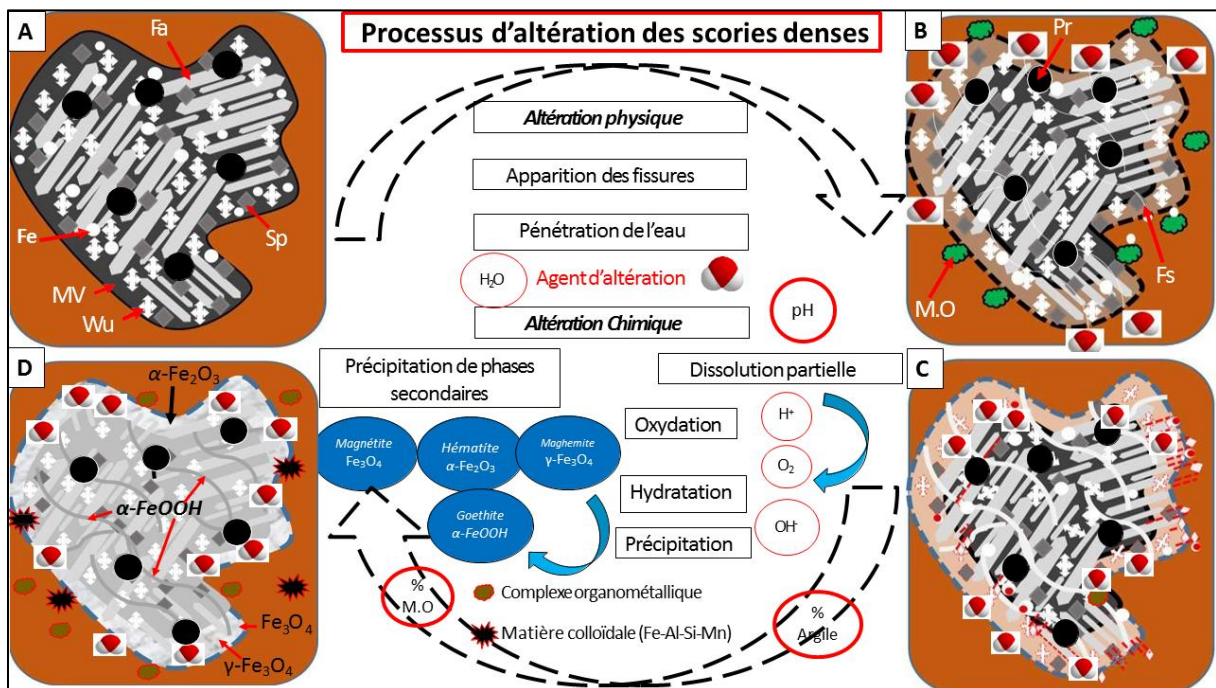 Processus d'altération des scories denses
A
Fa
Fe
MV
Wu
Sp
Altération physique
Apparition des fissures
Pénétration de l'eau
H₂O
Agent d'altération
Altération Chimique
pH
B
Pr
Fs
M.O
D
α-Fe₂O₃
α-FeOOH
Fe₃O₄
γ-Fe₃O₄
Précipitation de phases
secondaires
Magnétite
Fe₃O₄
Hématite
α-Fe₂O₃
Maghemite
γ-Fe₃O₄
Goethite
α-FeOOH
Dissolution partielle
Oxydation
Hydratation
Précipitation
H⁺
O₂
OH⁻
%
M.O
Complexe organométallique
Matière colloïdale (Fe-Al-Si-Mn)
%
Argile
C